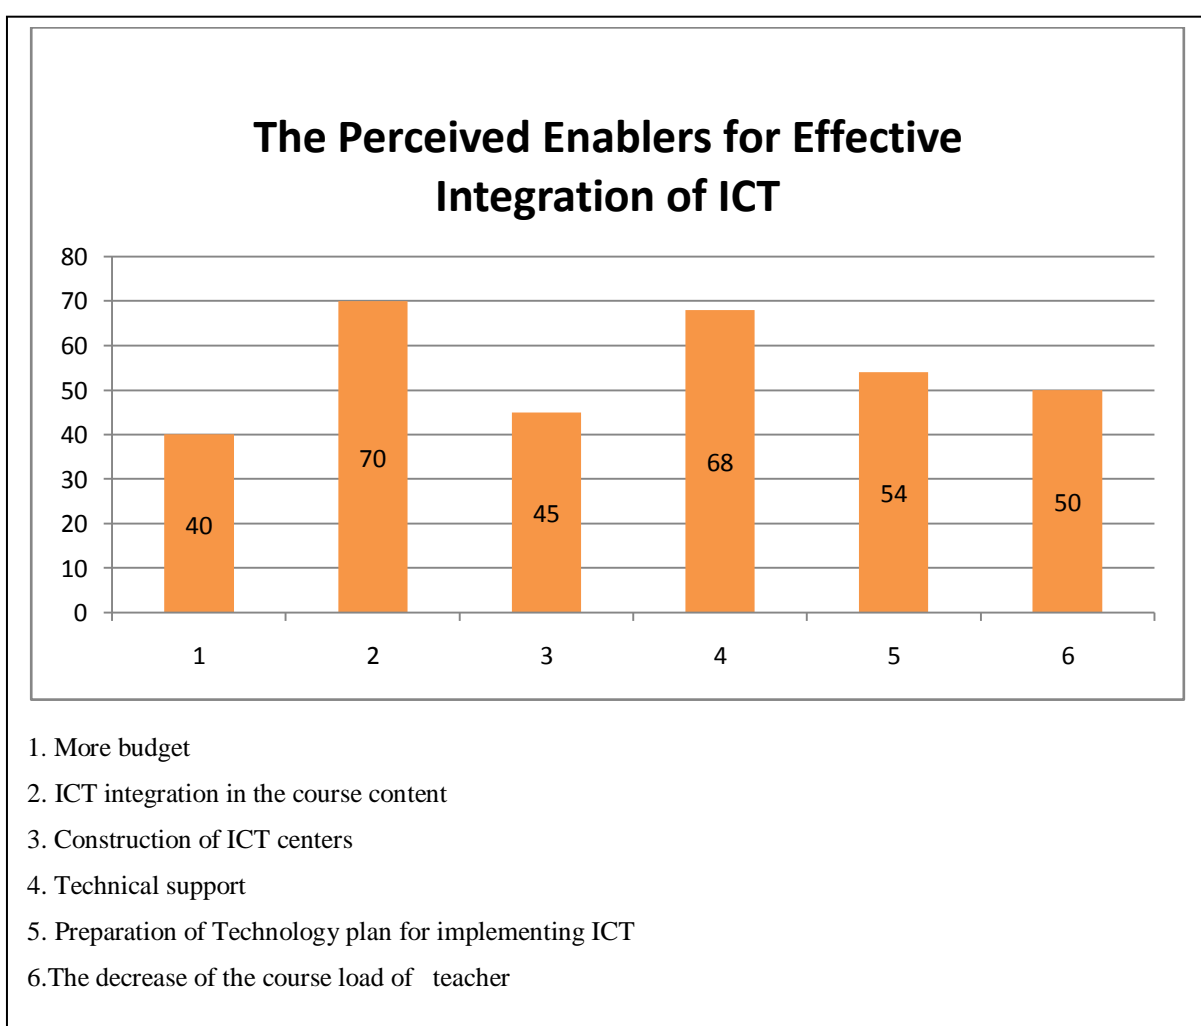 The Perceived Enablers for Effective
Integration of ICT
80
70
60
50
40
30
20
10
0
40
70
45
68
54
50
1 2 3 4 5 6
1. More budget
2. ICT integration in the course content
3. Construction of ICT centers
4. Technical support
5. Preparation of Technology plan for implementing ICT
6.The decrease of the course load of teacher